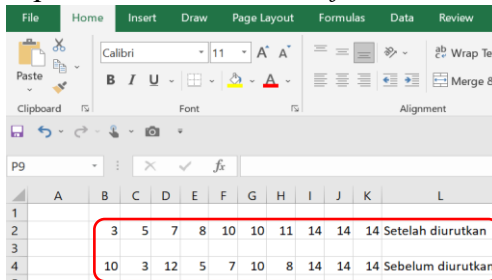 File Home Insert Draw Page Layout Formulas Data Review
Calibri 11 A A Wrap Te
Paste B I U A Merge &
Clipboard Font Alignment
P9 fx
A B C D E F G H I J K L
1
2 3 5 7 8 10 10 11 14 14 14 Setelah diurutkan
3
4 10 3 12 5 7 10 8 14 14 14 Sebelum diurutkan